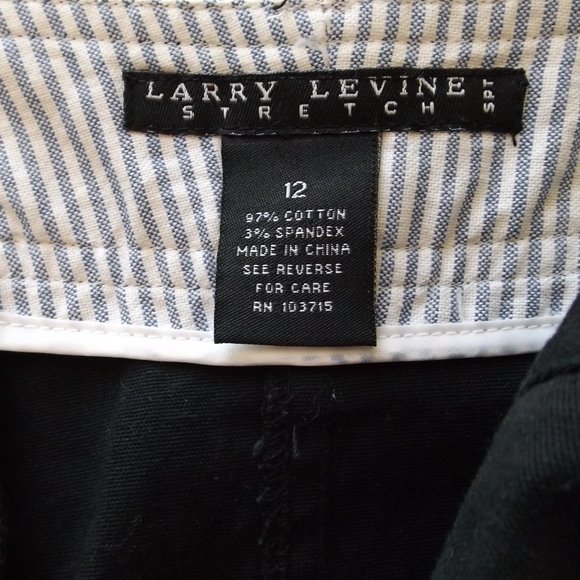 LARRY LEVINE
STRETCH SPT
12
97% COTTON
3% SPANDEX
MADE IN CHINA
SEE REVERSE
FOR CARE
RN 103715